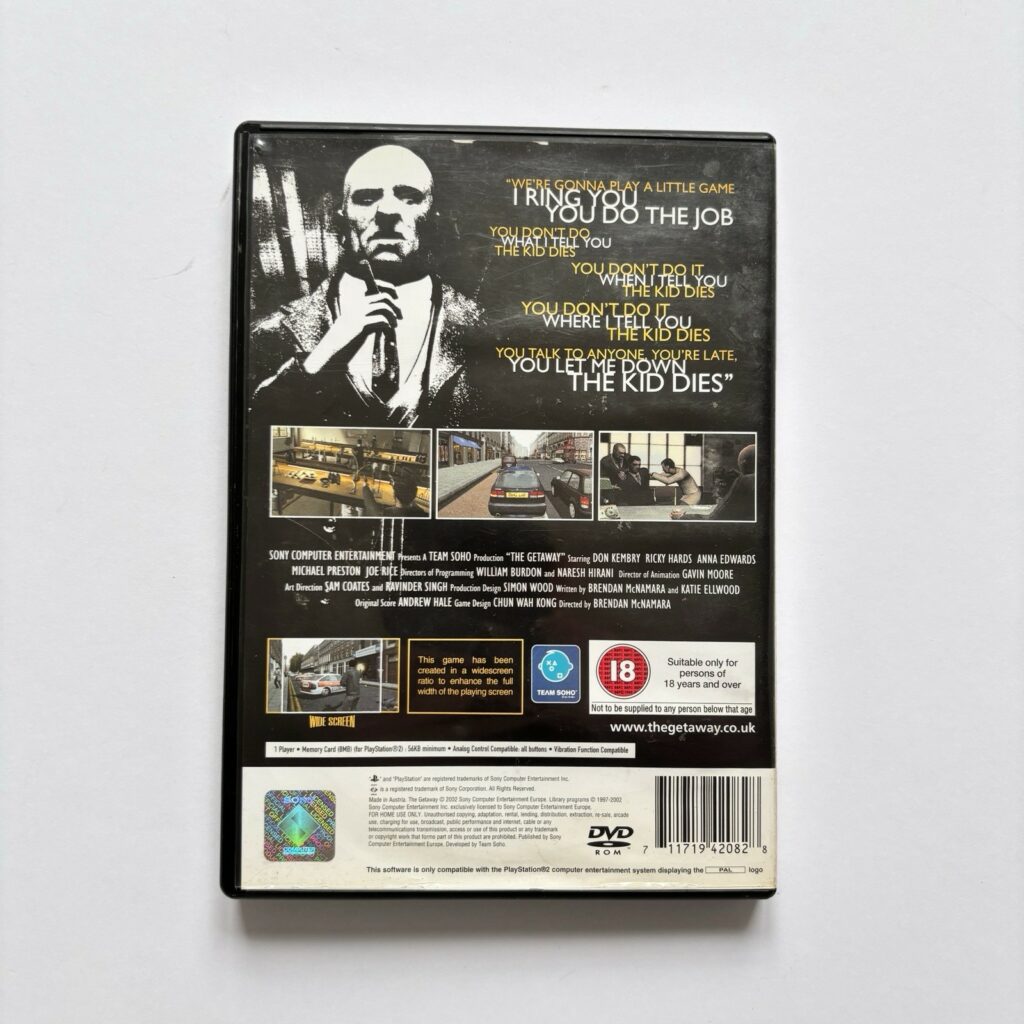 “WE'RE GONNA PLAY A LITTLE GAME
I RING YOU
YOU DO THE JOB
YOU DON'T DO
WHAT I TELL YOU
THE KID DIES
YOU DON'T DO IT
WHEN I TELL YOU
THE KID DIES
YOU DON'T DO IT
WHERE I TELL YOU
THE KID DIES
YOU TALK TO ANYONE, YOU'RE LATE,
YOU LET ME DOWN
THE KID DIES”
SONY COMPUTER ENTERTAINMENT Presents A TEAM SOHO Production “THE GETAWAY” Starring DON KEMBRY RICKY HARDS ANNA EDWARDS
MICHAEL PRESTON JOE RICE Directors of Programming WILLIAM BURDON and NARESH HIRANI Director of Animation GAVIN MOORE
Art Direction SAM COATES and RAVINDER SINGH Production Design SIMON WOOD Written by BRENDAN McNAMARA and KATIE ELLWOOD
Original Score ANDREW HALE Game Design CHUN WAH KONG Directed by BRENDAN McNAMARA
WIDE SCREEN
This game has been
created in a widescreen
ratio to enhance the full
width of the playing screen
TEAM SOHO
18
Suitable only for
persons of
18 years and over
Not to be supplied to any person below that age
www.thegetaway.co.uk
1 Player • Memory Card (8MB) (for PlayStation®2) : 56KB minimum • Analog Control Compatible: all buttons • Vibration Function Compatible
" and "PlayStation" are registered trademarks of Sony Computer Entertainment Inc.
is a registered trademark of Sony Corporation. All Rights Reserved.
Made in Austria. The Getaway © 2002 Sony Computer Entertainment Europe. Library programs © 1997-2002
Sony Computer Entertainment Inc. exclusively licensed to Sony Computer Entertainment Europe.
FOR HOME USE ONLY. Unauthorised copying, adaptation, rental, lending, distribution, extraction, re-sale, arcade
use, charging for use, broadcast, public performance and internet, cable or any
telecommunications transmission, access or use of this product or any trademark
or copyright work that forms part of this product are prohibited. Published by Sony
Computer Entertainment Europe. Developed by Team Soho.
SONY
COMPUTER
DVD
ROM
7 11719 42082 8
This software is only compatible with the PlayStation®2 computer entertainment system displaying the PAL logo